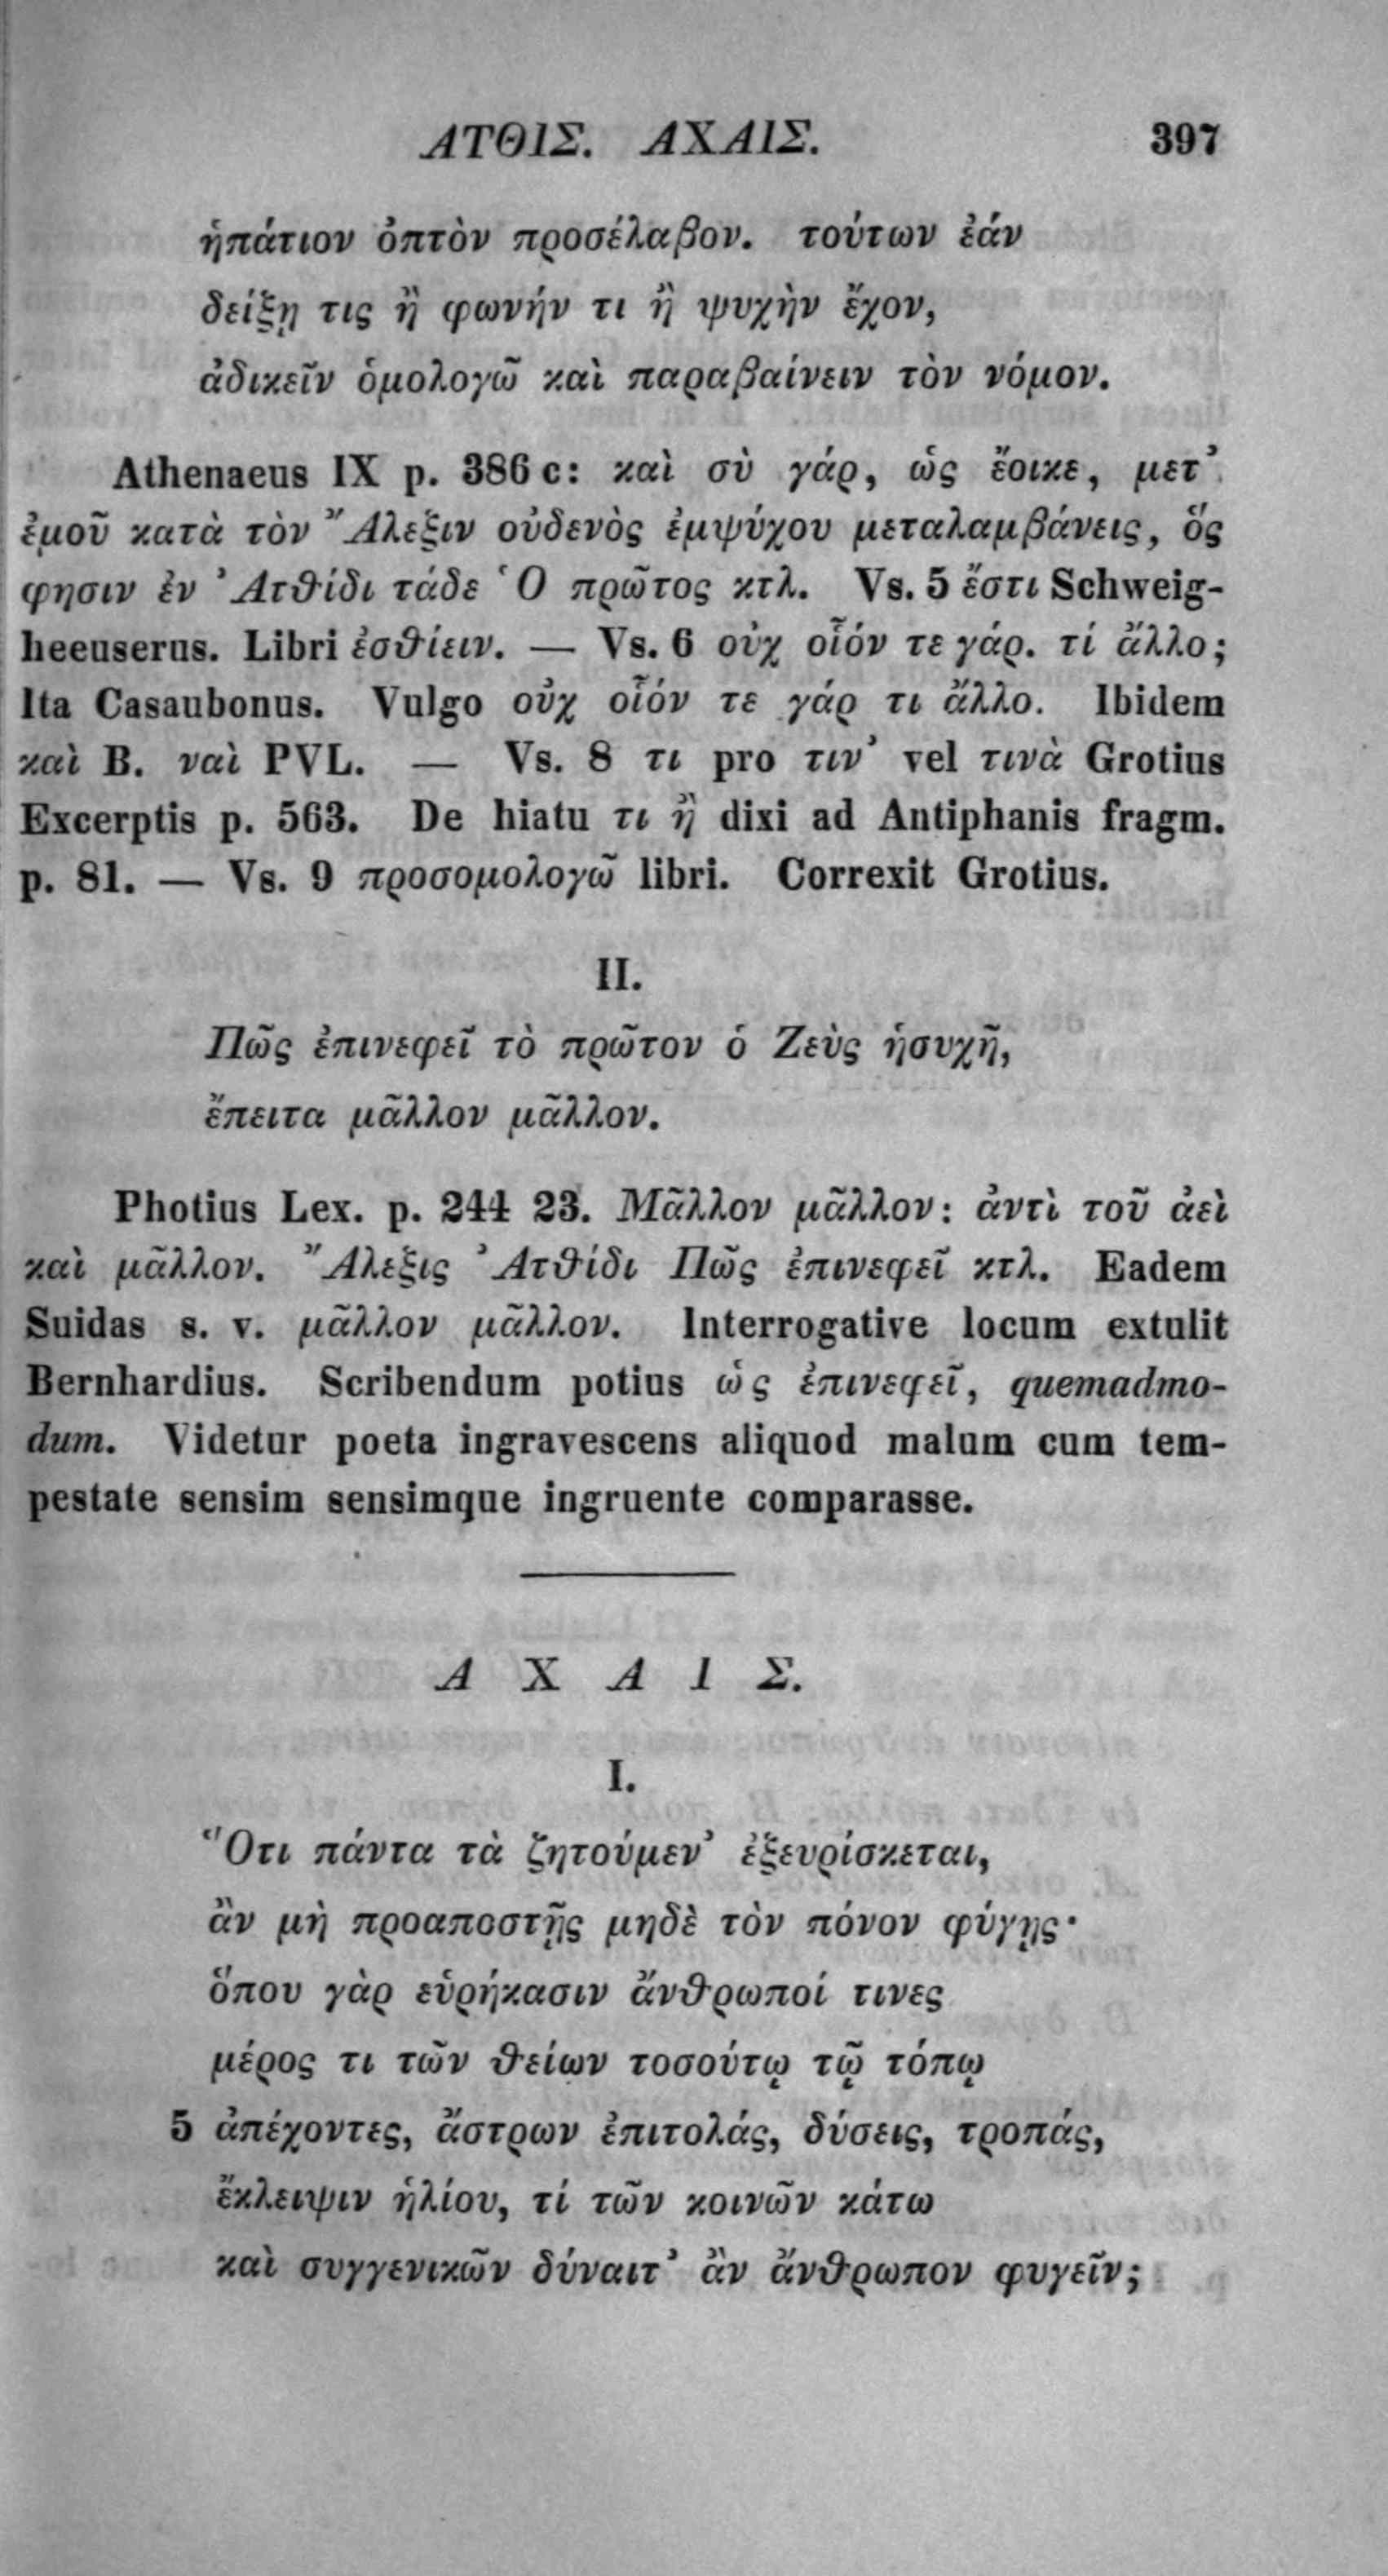 ΑΤΘΙΣ. ΑΧΑΙΣ. 397
ἡπάτιον ὀπτὸν προσέλαβον. τούτων ἐάν
δείξῃ τις ἢ φωνήν τι ἢ ψυχὴν ἔχον,
ἀδικεῖν ὁμολογῶ καὶ παραβαίνειν τὸν νόμον.
Athenaeus IX p. 386 c: καὶ σὺ γάρ, ὡς ἔοικε, μετ᾽
ἐμοῦ κατὰ τὸν Ἄλεξιν οὐδενὸς ἐμψύχου μεταλαμβάνεις, ὅς
φησιν ἐν Ἀτθίδι τάδε Ὁ πρῶτος κτλ. Vs. 5 ἔστι Schweig-
heeuserus. Libri ἐσθίειν. — Vs. 6 οὐχ οἷόν τε γάρ. τί ἄλλο;
Ita Casaubonus. Vulgo οὐχ οἷόν τε γάρ τι ἄλλο. Ibidem
καὶ B. ναὶ PVL. — Vs. 8 τι pro τιν᾽ vel τινὰ Grotius
Excerptis p. 563. De hiatu τι ἢ dixi ad Antiphanis fragm.
p. 81. — Vs. 9 προσομολογῶ libri. Correxit Grotius.
II.
Πῶς ἐπινεφεῖ τὸ πρῶτον ὁ Ζεὺς ἡσυχῆ,
ἔπειτα μᾶλλον μᾶλλον.
Photius Lex. p. 244 23. Μᾶλλον μᾶλλον: ἀντὶ τοῦ ἀεὶ
καὶ μᾶλλον. Ἄλεξις Ἀτθίδι Πῶς ἐπινεφεῖ κτλ. Eadem
Suidas s. v. μᾶλλον μᾶλλον. Interrogative locum extulit
Bernhardius. Scribendum potius ὡς ἐπινεφεῖ, quemadmo-
dum. Videtur poeta ingravescens aliquod malum cum tem-
pestate sensim sensimque ingruente comparasse.
Α Χ Α Ι Σ.
I.
Ὅτι πάντα τὰ ζητούμεν᾽ ἐξευρίσκεται,
ἂν μὴ προαποστῇς μηδὲ τὸν πόνον φύγῃς·
ὅπου γὰρ εὑρήκασιν ἄνθρωποί τινες
μέρος τι τῶν θείων τοσούτῳ τῷ τόπῳ
5 ἀπέχοντες, ἄστρων ἐπιτολάς, δύσεις, τροπάς,
ἔκλειψιν ἡλίου, τί τῶν κοινῶν κάτω
καὶ συγγενικῶν δύναιτ᾽ ἂν ἄνθρωπον φυγεῖν;